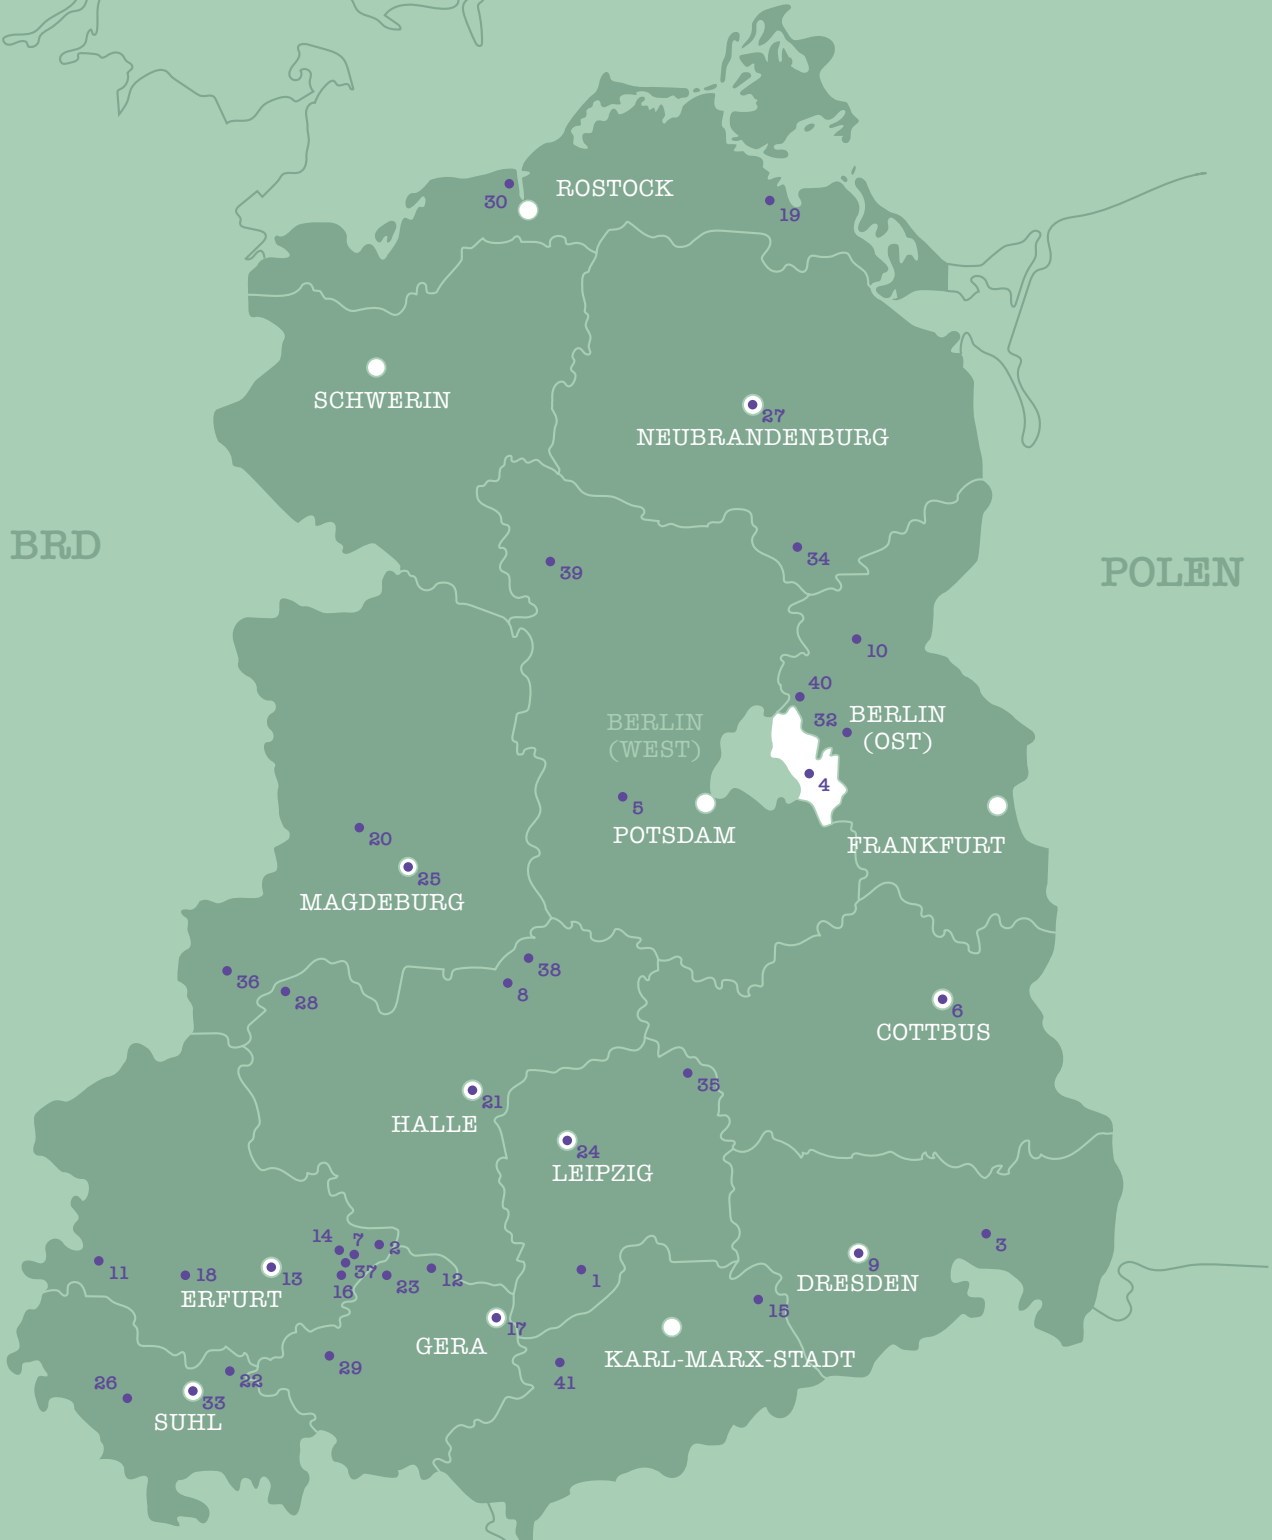 ROSTOCK
30
19
SCHWERIN
27
NEUBRANDENBURG
BRD
POLEN
34
39
10
40
32
BERLIN
(OST)
BERLIN
(WEST)
4
5
POTSDAM
FRANKFURT
20
25
MAGDEBURG
38
36
8
28
6
COTTBUS
35
21
HALLE
24
LEIPZIG
14
7
2
3
11
18
13
37
16
23
12
1
9
DRESDEN
ERFURT
15
17
GERA
KARL-MARX-STADT
29
41
26
22
33
SUHL